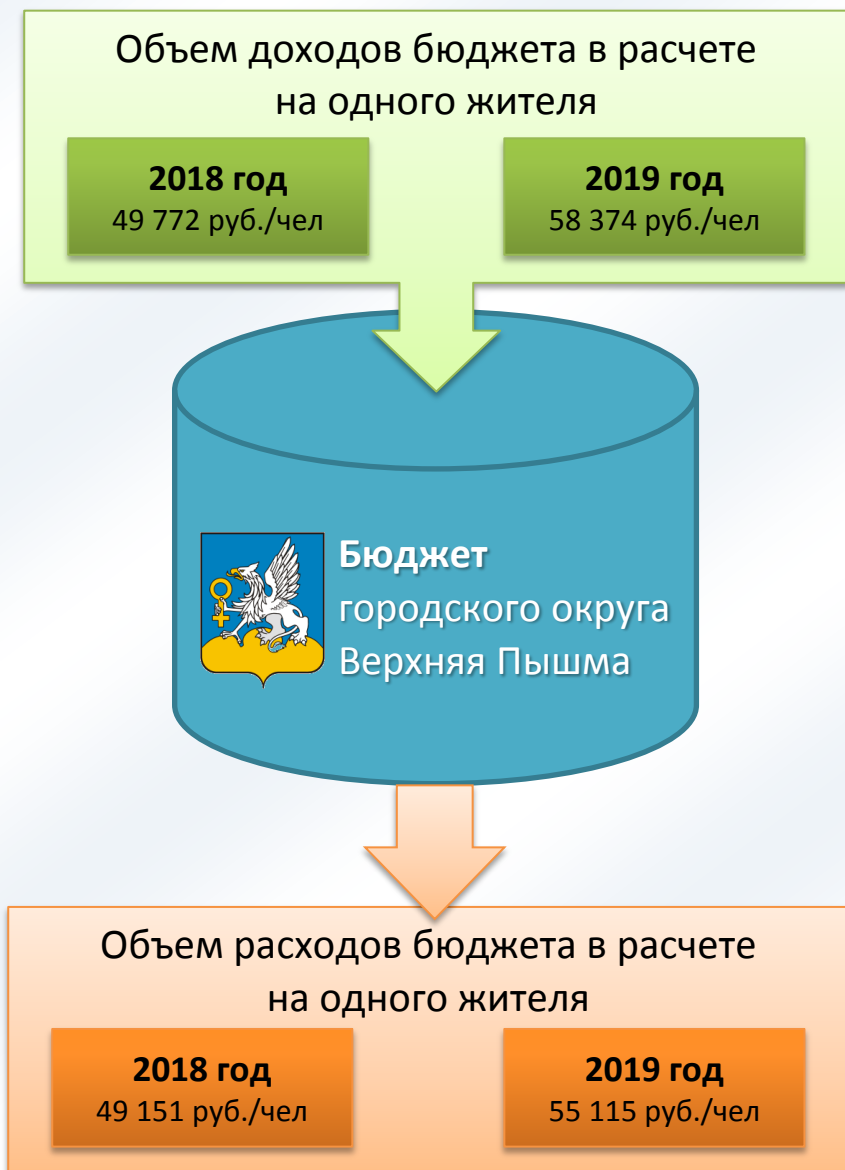 Объем доходов бюджета в расчете
на одного жителя
2018 год
49 772 руб./чел
2019 год
58 374 руб./чел
Бюджет
городского округа
Верхняя Пышма
Объем расходов бюджета в расчете
на одного жителя
2018 год
49 151 руб./чел
2019 год
55 115 руб./чел